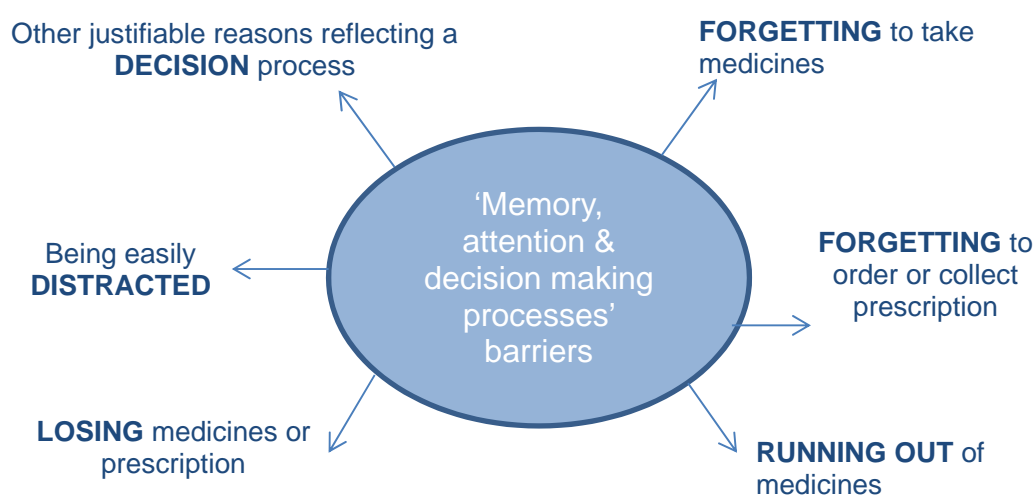 Other justifiable reasons reflecting a
DECISION process
FORGETTING to take
medicines
‘Memory,
attention &
decision making
processes’
barriers
Being easily
DISTRACTED
FORGETTING to
order or collect
prescription
LOSING medicines or
prescription
RUNNING OUT of
medicines